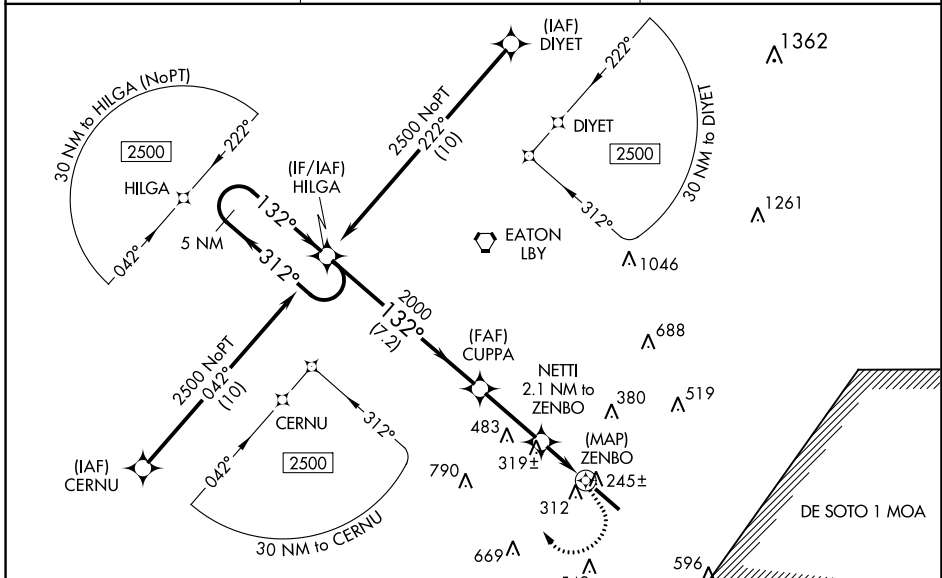 (IAF)
DIYET
1362
30 NM to HILGA (NoPT)
2500
222°
HILGA
042°
2500 NoPT
222°
(10)
222°
DIYET
2500
312°
30 NM to DIYET
(IF/IAF)
HILGA
132°
312°
5 NM
EATON
LBY
1261
1046
2000
132°
(7.2)
688
(FAF)
CUPPA
NETTI
2.1 NM to
ZENBO
380
519
2500 NoPT
042°
(10)
CERNU
042°
312°
2500
30 NM to CERNU
(IAF)
CERNU
483
319±
(MAP)
ZENBO
245±
790
312
669
596
DE SOTO 1 MOA